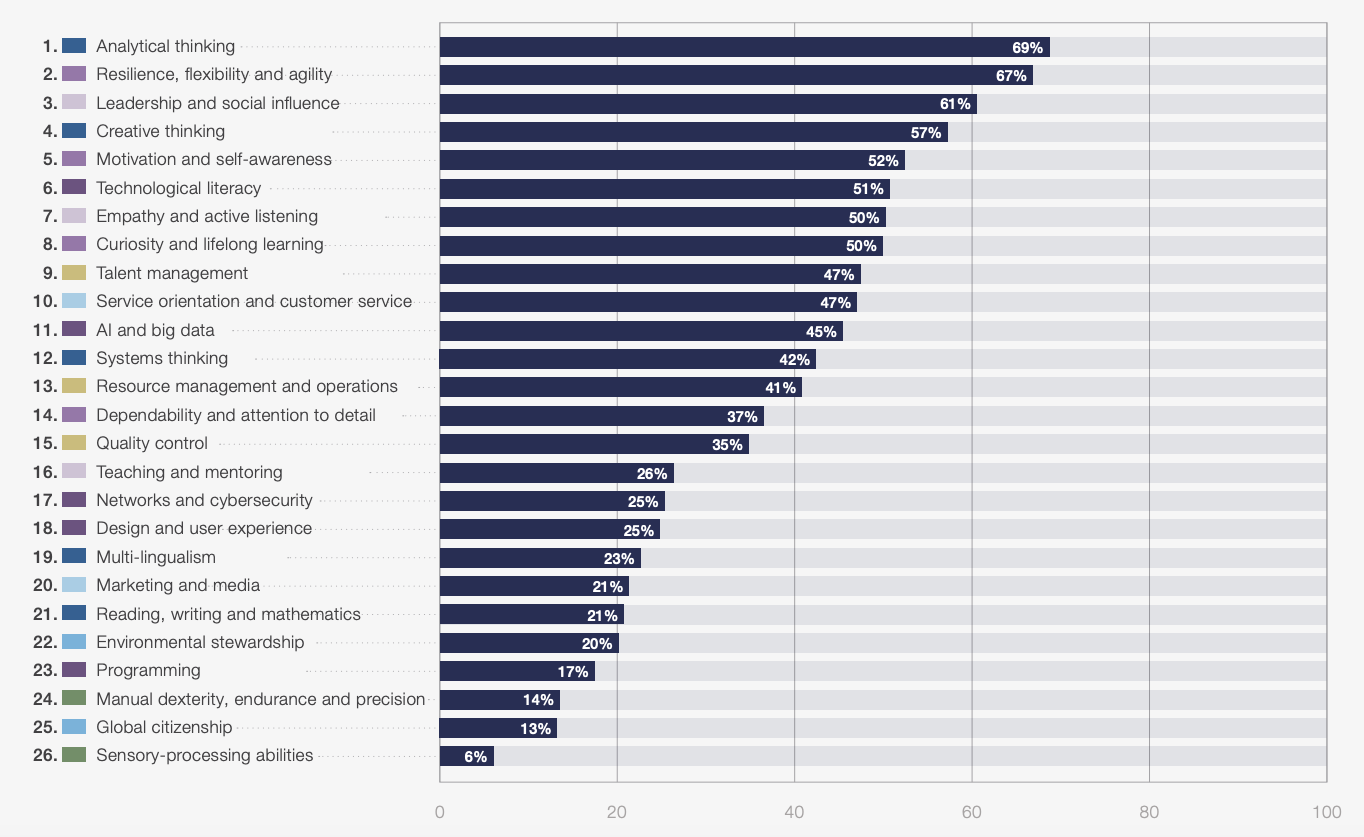 1. Analytical thinking 69%
2. Resilience, flexibility and agility 67%
3. Leadership and social influence 61%
4. Creative thinking 57%
5. Motivation and self-awareness 52%
6. Technological literacy 51%
7. Empathy and active listening 50%
8. Curiosity and lifelong learning 50%
9. Talent management 47%
10. Service orientation and customer service 47%
11. AI and big data 45%
12. Systems thinking 42%
13. Resource management and operations 41%
14. Dependability and attention to detail 37%
15. Quality control 35%
16. Teaching and mentoring 26%
17. Networks and cybersecurity 25%
18. Design and user experience 25%
19. Multi-lingualism 23%
20. Marketing and media 21%
21. Reading, writing and mathematics 21%
22. Environmental stewardship 20%
23. Programming 17%
24. Manual dexterity, endurance and precision 14%
25. Global citizenship 13%
26. Sensory-processing abilities 6%
0 20 40 60 80 100